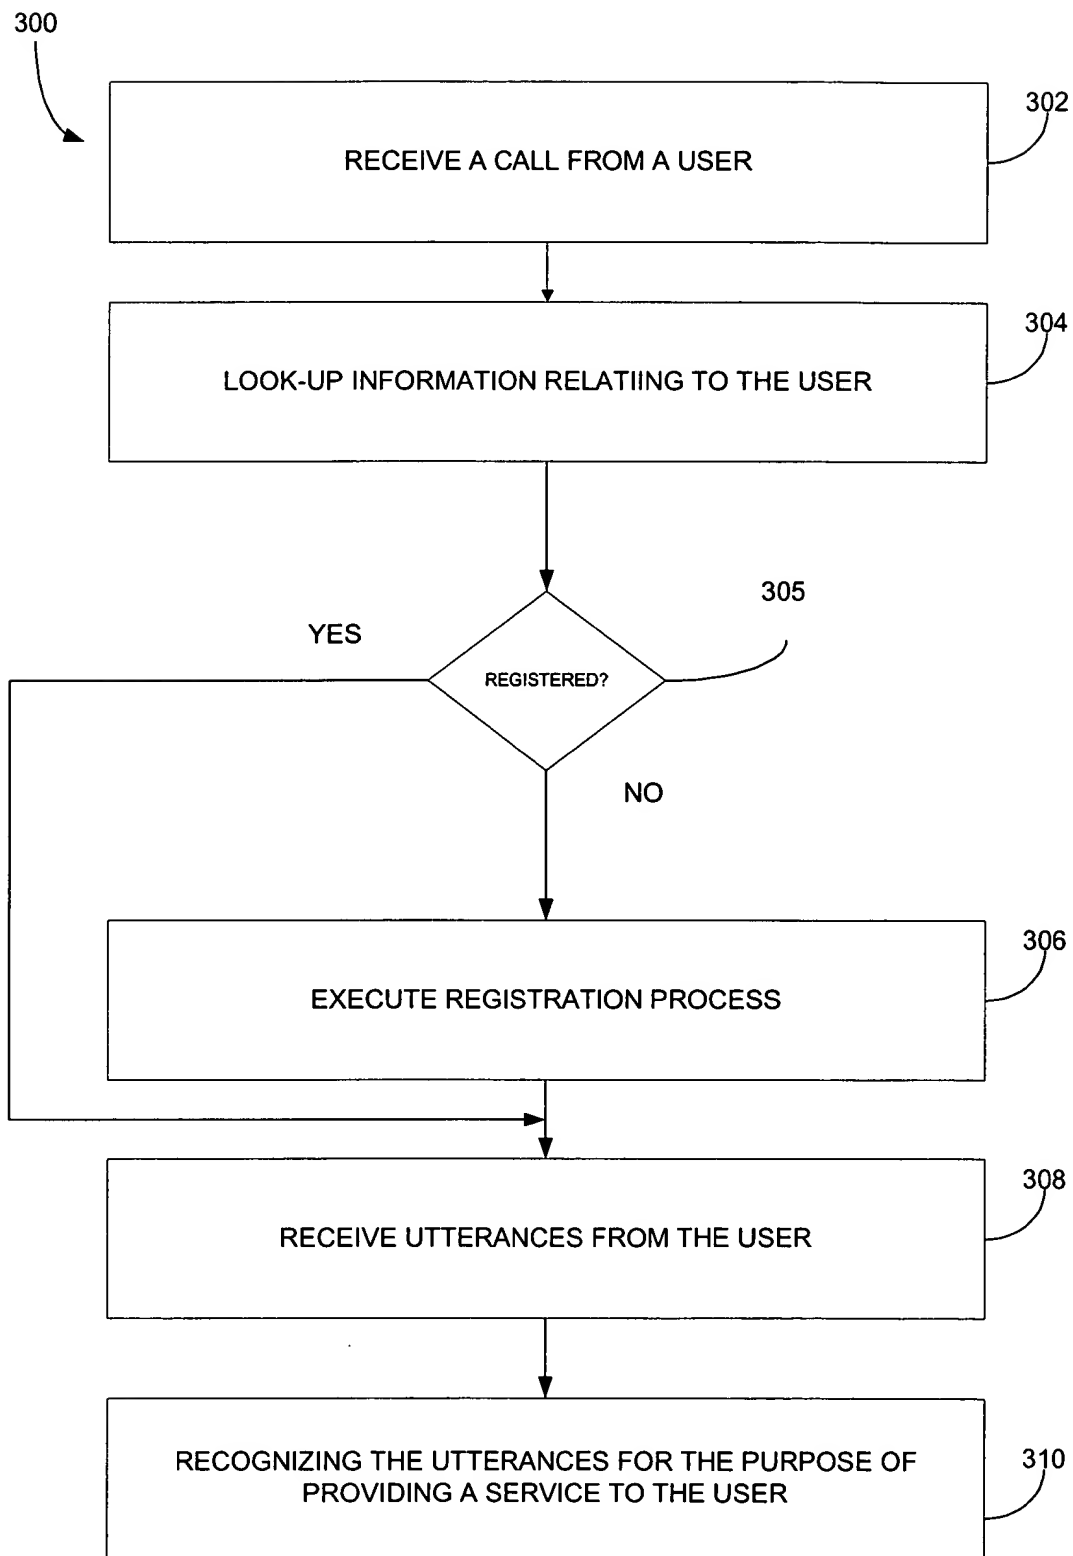 300
302
RECEIVE A CALL FROM A USER
304
LOOK-UP INFORMATION RELATIING TO THE USER
305
YES
REGISTERED?
NO
306
EXECUTE REGISTRATION PROCESS
308
RECEIVE UTTERANCES FROM THE USER
310
RECOGNIZING THE UTTERANCES FOR THE PURPOSE OF
PROVIDING A SERVICE TO THE USER